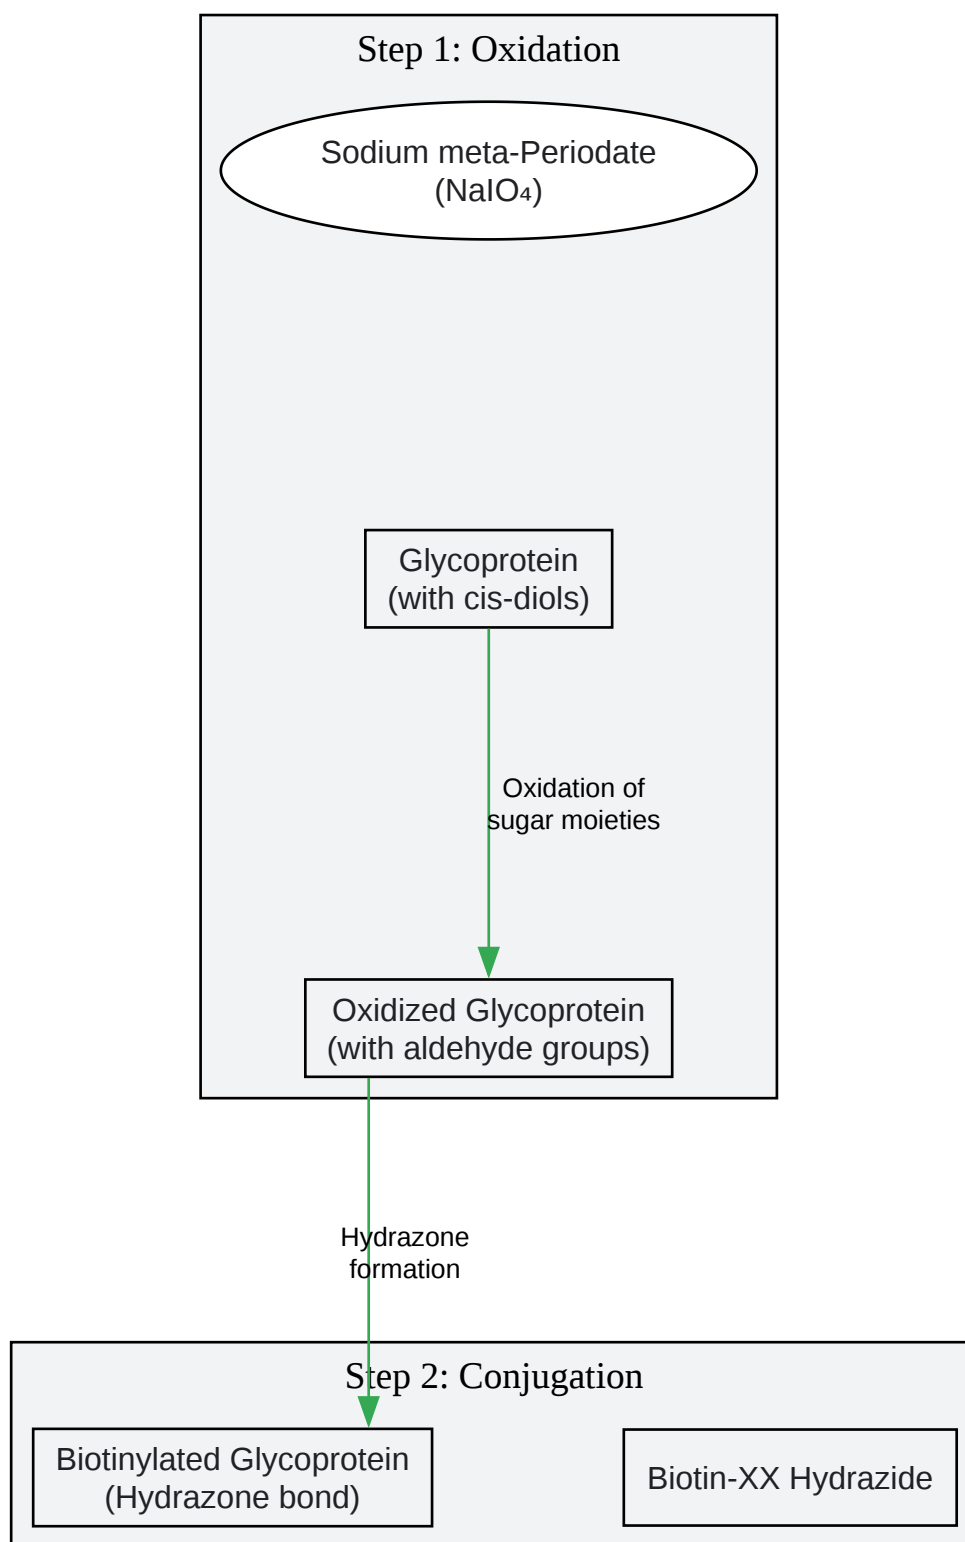 Step 1: Oxidation
Sodium meta-Periodate
(NaIO₄)
Glycoprotein
(with cis-diols)
Oxidation of
sugar moieties
Oxidized Glycoprotein
(with aldehyde groups)
Hydrazone
formation
Step 2: Conjugation
Biotinylated Glycoprotein
(Hydrazone bond)
Biotin-XX Hydrazide